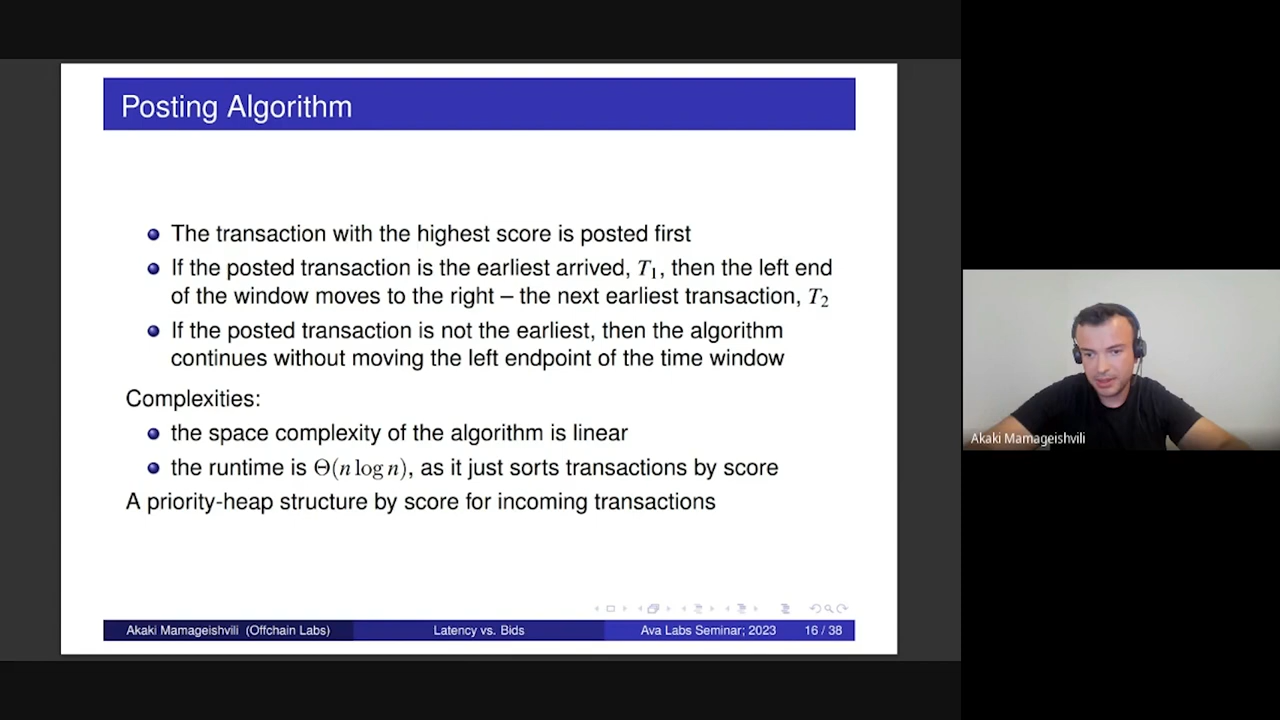 Posting Algorithm
The transaction with the highest score is posted first
If the posted transaction is the earliest arrived, T₁, then the left end
of the window moves to the right – the next earliest transaction, T₂
If the posted transaction is not the earliest, then the algorithm
continues without moving the left endpoint of the time window
Complexities:
the space complexity of the algorithm is linear
the runtime is Θ(n log n), as it just sorts transactions by score
A priority-heap structure by score for incoming transactions
Akaki Mamageishvili (Offchain Labs) Latency vs. Bids Ava Labs Seminar; 2023 16 / 38
Akaki Mamageishvili